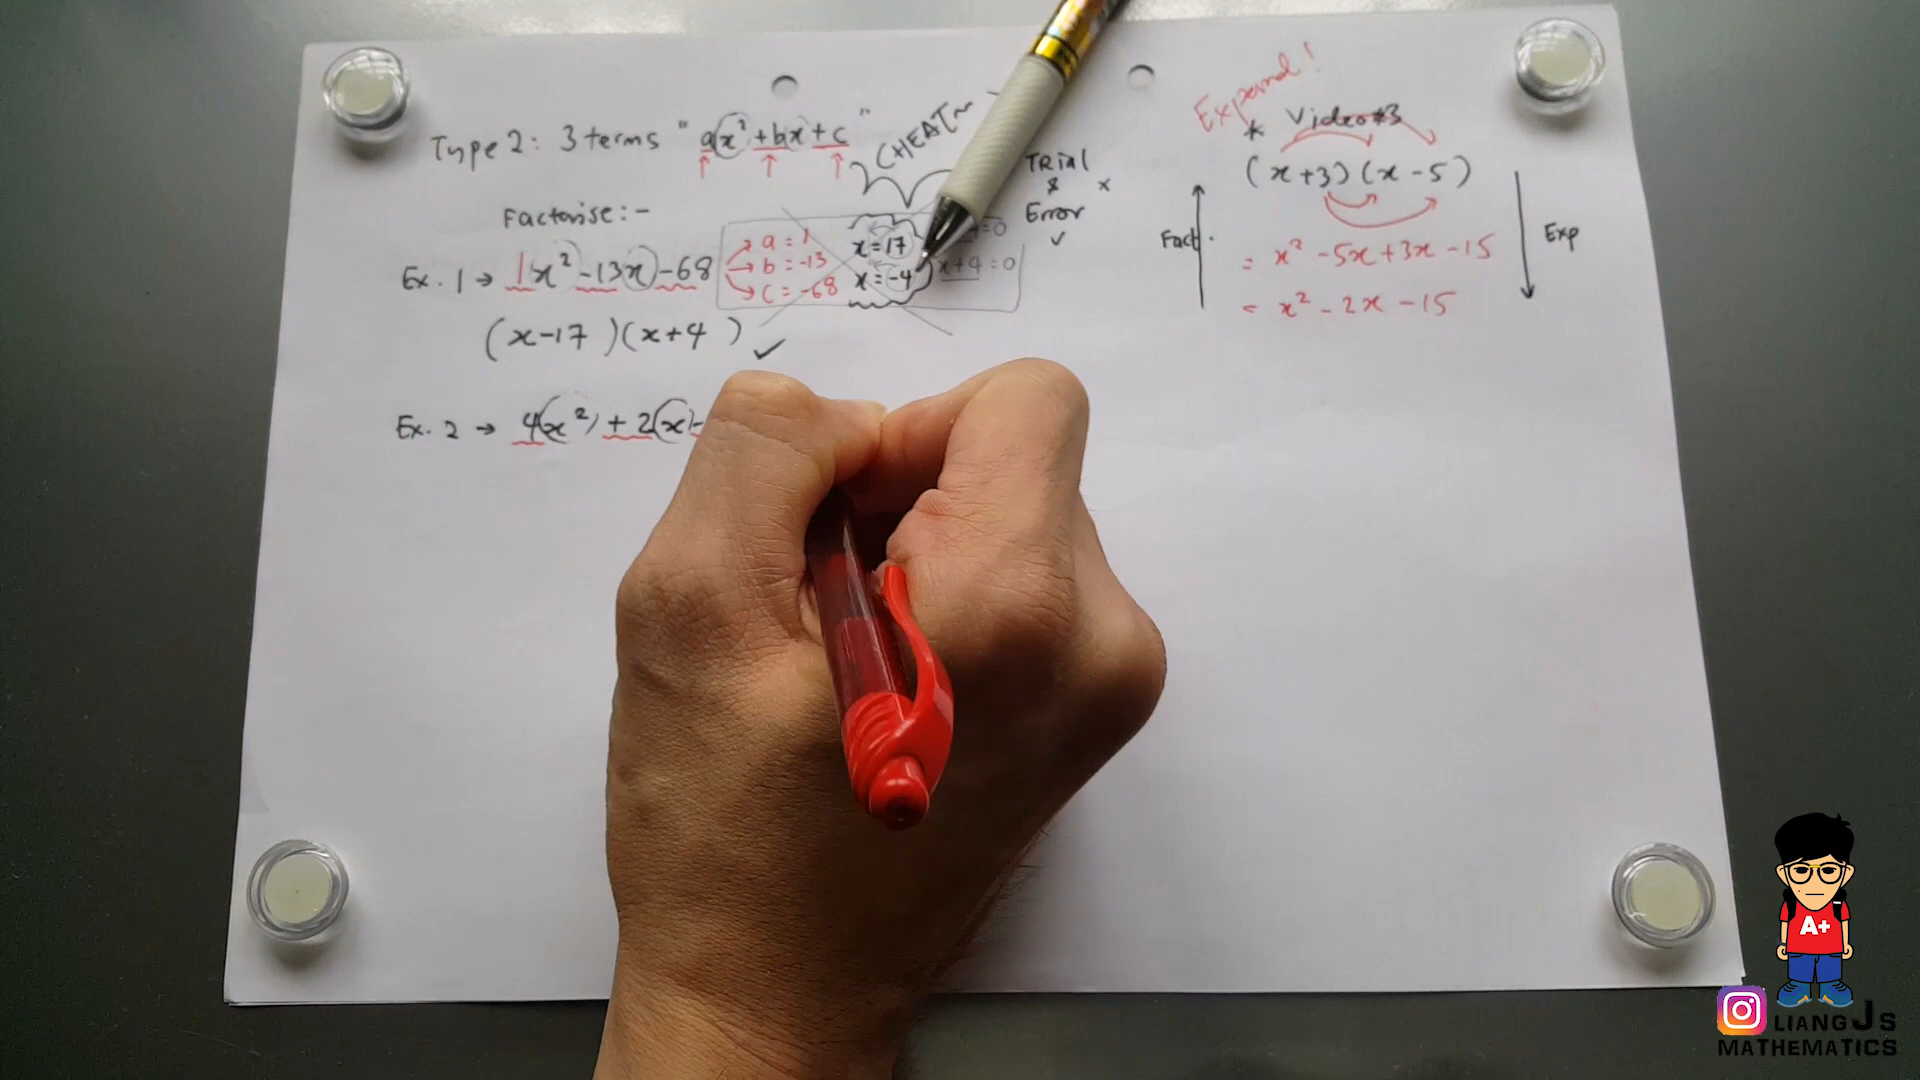 Type 2: 3 terms "ax² + bx + c"
CHEAT~
Factorise:-
Ex. 1 → 1x² -13x -68
a = 1
b = -13
c = -68
x = 17
x = -4
=0
x+4 = 0
(x-17)(x+4) ✓
Ex. 2 → 4x² + 2x -
Trial
& ×
Error
✓
Expand!
* Video #3
(x+3)(x-5)
= x² -5x +3x -15
= x² -2x -15
Fact.
Exp
A+
LIANGJS
MATHEMATICS